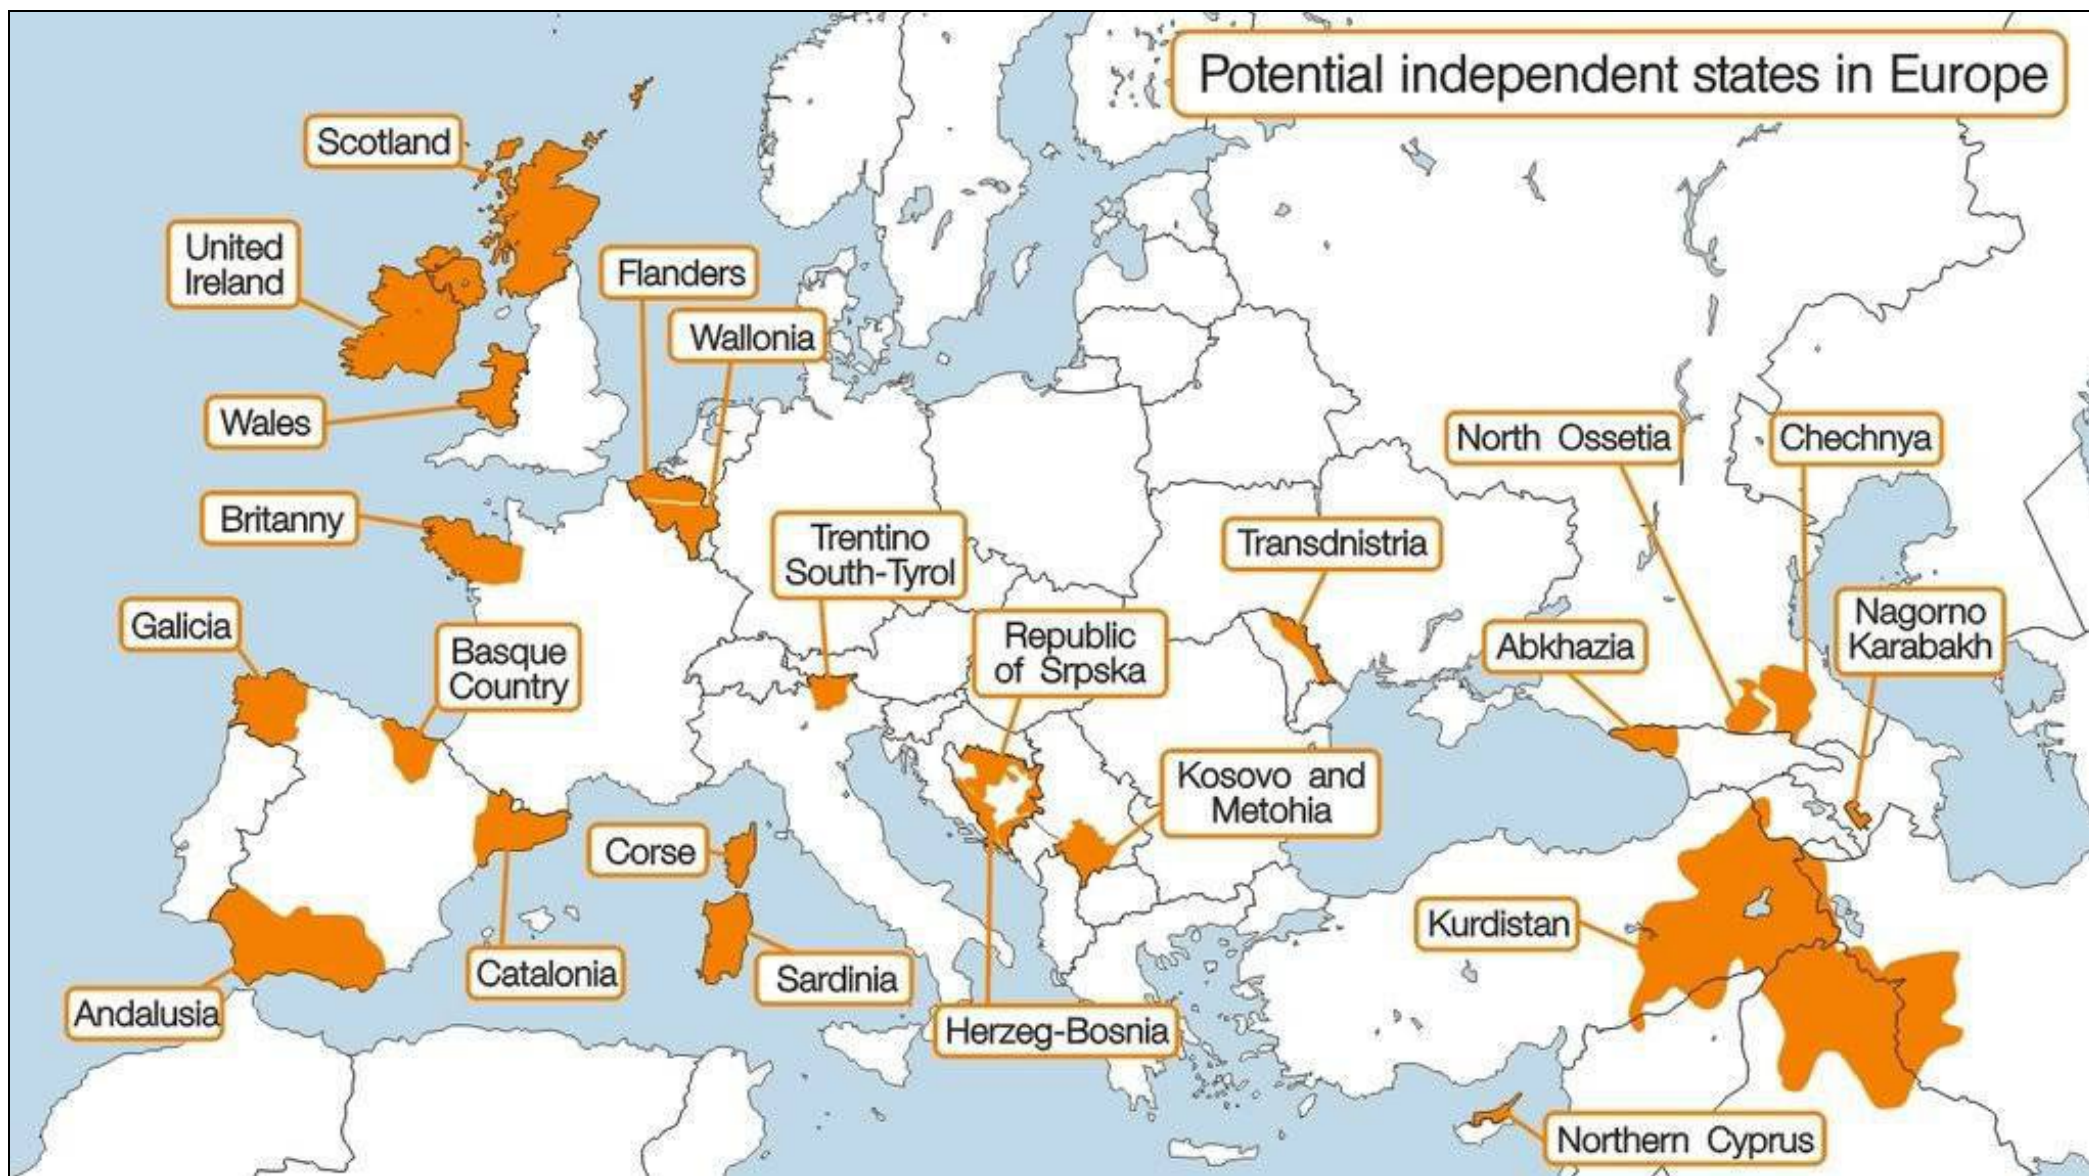 Potential independent states in Europe
Scotland
United
Ireland
Flanders
Wallonia
Wales
North Ossetia
Chechnya
Britanny
Trentino
South-Tyrol
Transdnistria
Galicia
Basque
Country
Republic
of Srpska
Abkhazia
Nagorno
Karabakh
Kosovo and
Metohia
Corse
Kurdistan
Catalonia
Sardinia
Andalusia
Herzeg-Bosnia
Northern Cyprus